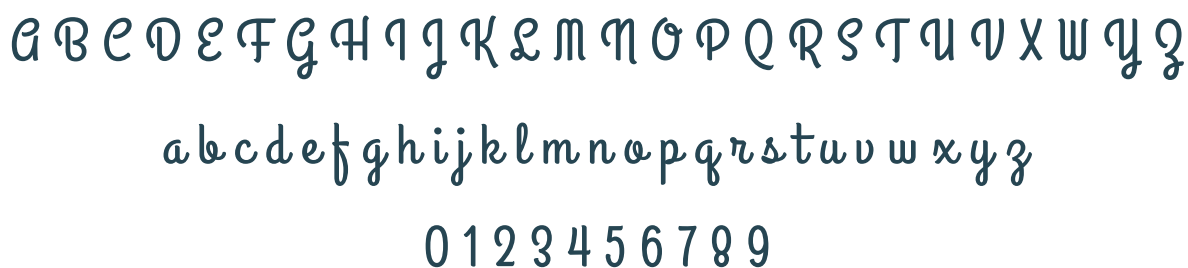 A B C D E F G H I J K L M N O P Q R S T U V X W Y Z
a b c d e f g h i j k l m n o p q r s t u v w x y z
0 1 2 3 4 5 6 7 8 9